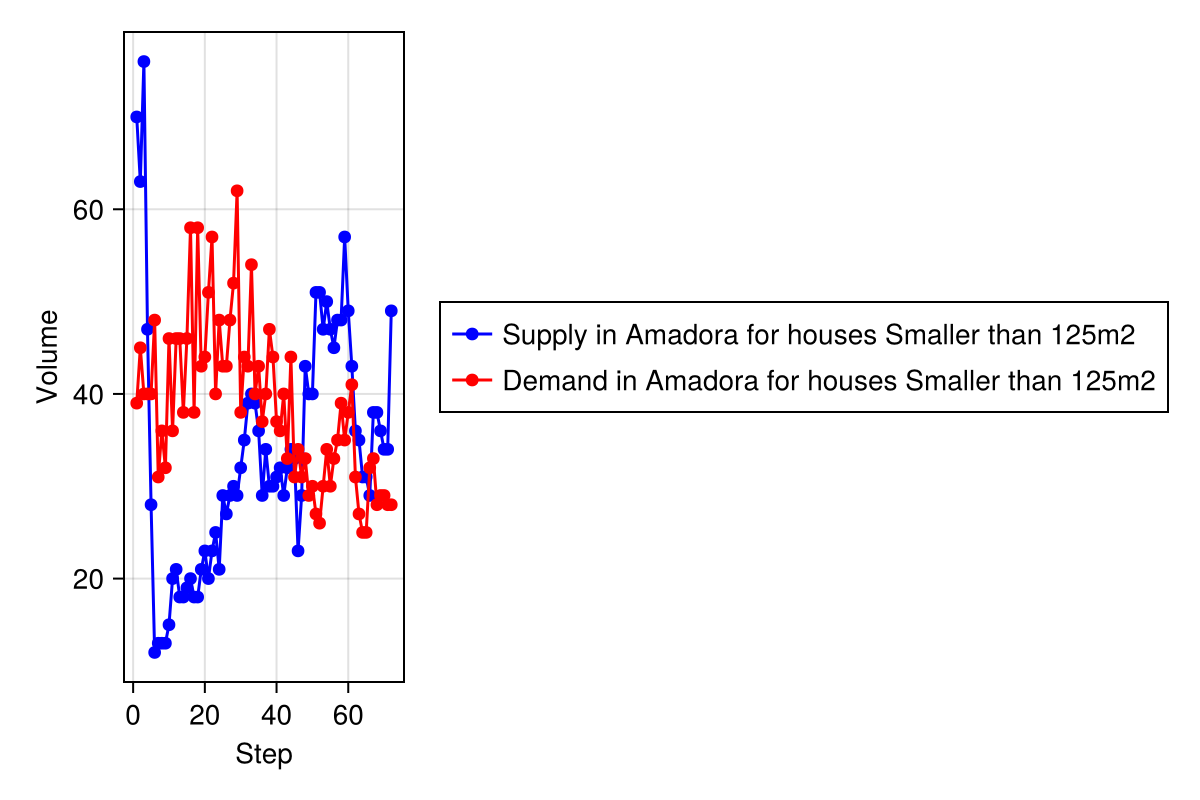 Volume
60
40
20
0 20 40 60
Step
Supply in Amadora for houses Smaller than 125m2
Demand in Amadora for houses Smaller than 125m2